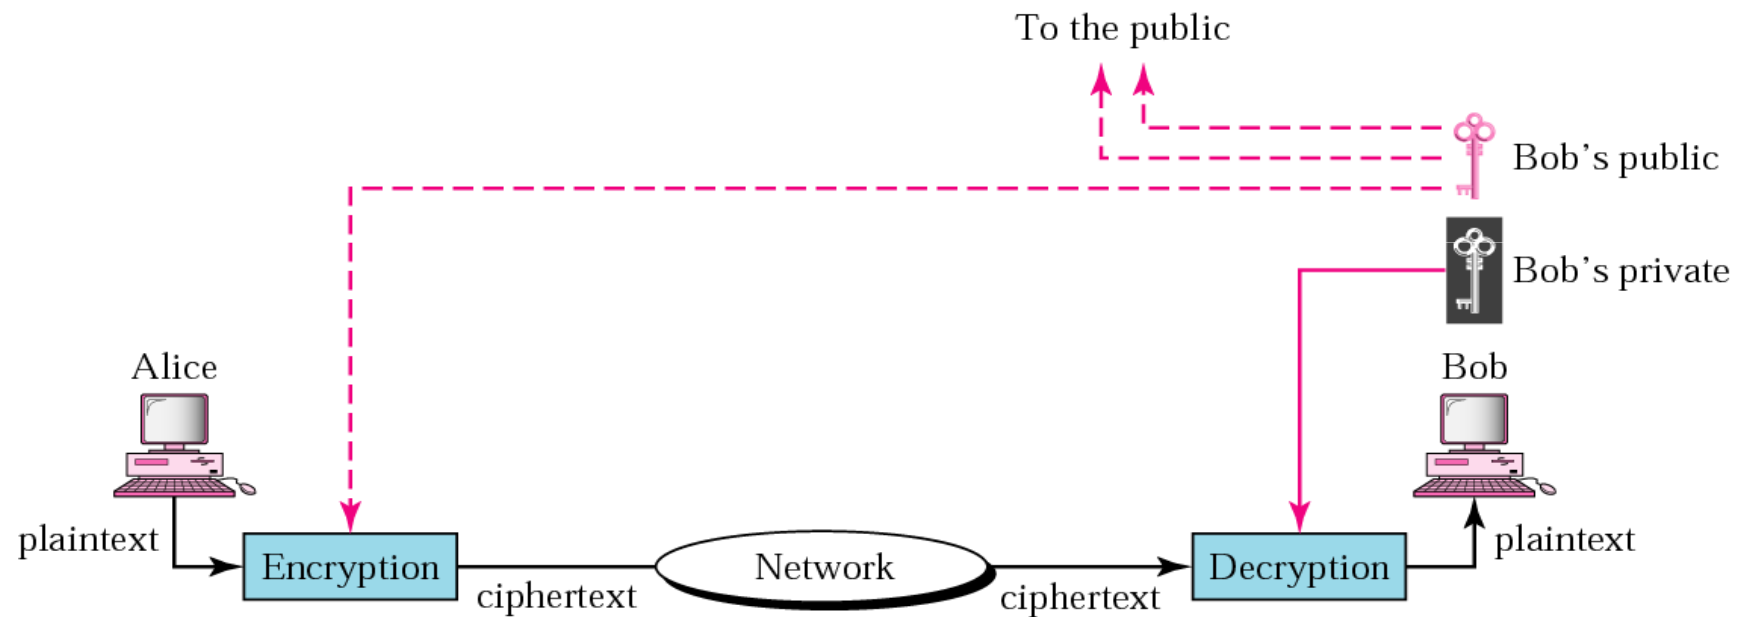 To the public
Bob’s public
Bob’s private
Alice
Bob
plaintext
Encryption
ciphertext
Network
ciphertext
Decryption
plaintext